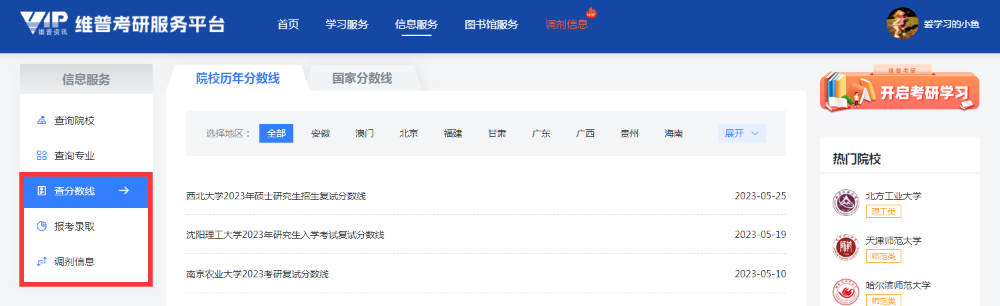 VIP 维普资讯 维普考研服务平台
首页 学习服务 信息服务 图书馆服务 调剂信息 HOT
爱学习的小鱼
信息服务
查询院校
查询专业
查分数线
报考录取
调剂信息
院校历年分数线 国家分数线
选择地区： 全部 安徽 澳门 北京 福建 甘肃 广东 广西 贵州 海南 展开
西北大学2023年硕士研究生招生复试分数线 2023-05-25
沈阳理工大学2023年研究生入学考试复试分数线 2023-05-19
南京农业大学2023考研复试分数线 2023-05-10
维普考研
开启考研学习
热门院校
北方工业大学
理工类
天津师范大学
师范类
哈尔滨师范大学
师范类